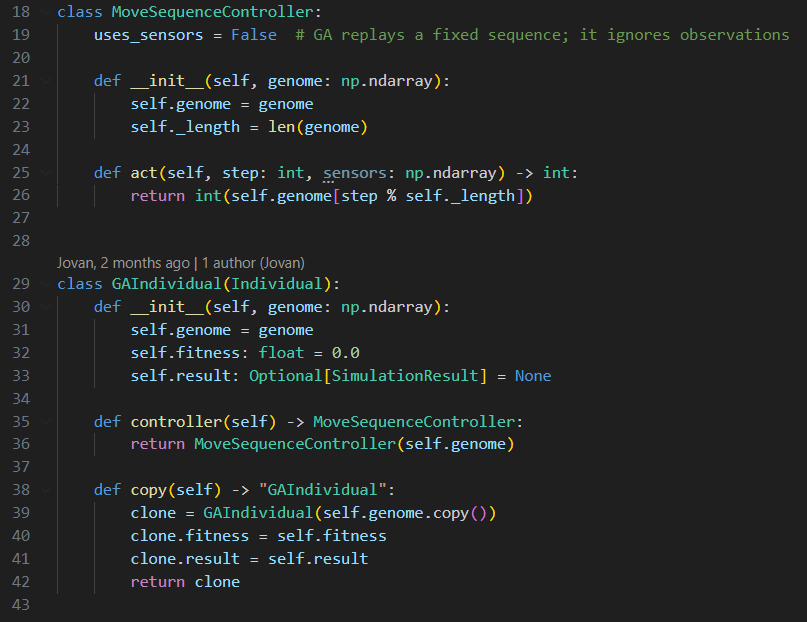 18 class MoveSequenceController:
19     uses_sensors = False  # GA replays a fixed sequence; it ignores observations
20
21     def __init__(self, genome: np.ndarray):
22         self.genome = genome
23         self._length = len(genome)
24
25     def act(self, step: int, sensors: np.ndarray) -> int:
26         return int(self.genome[step % self._length])
27
28
Jovan, 2 months ago | 1 author (Jovan)
29 class GAIndividual(Individual):
30     def __init__(self, genome: np.ndarray):
31         self.genome = genome
32         self.fitness: float = 0.0
33         self.result: Optional[SimulationResult] = None
34
35     def controller(self) -> MoveSequenceController:
36         return MoveSequenceController(self.genome)
37
38     def copy(self) -> "GAIndividual":
39         clone = GAIndividual(self.genome.copy())
40         clone.fitness = self.fitness
41         clone.result = self.result
42         return clone
43